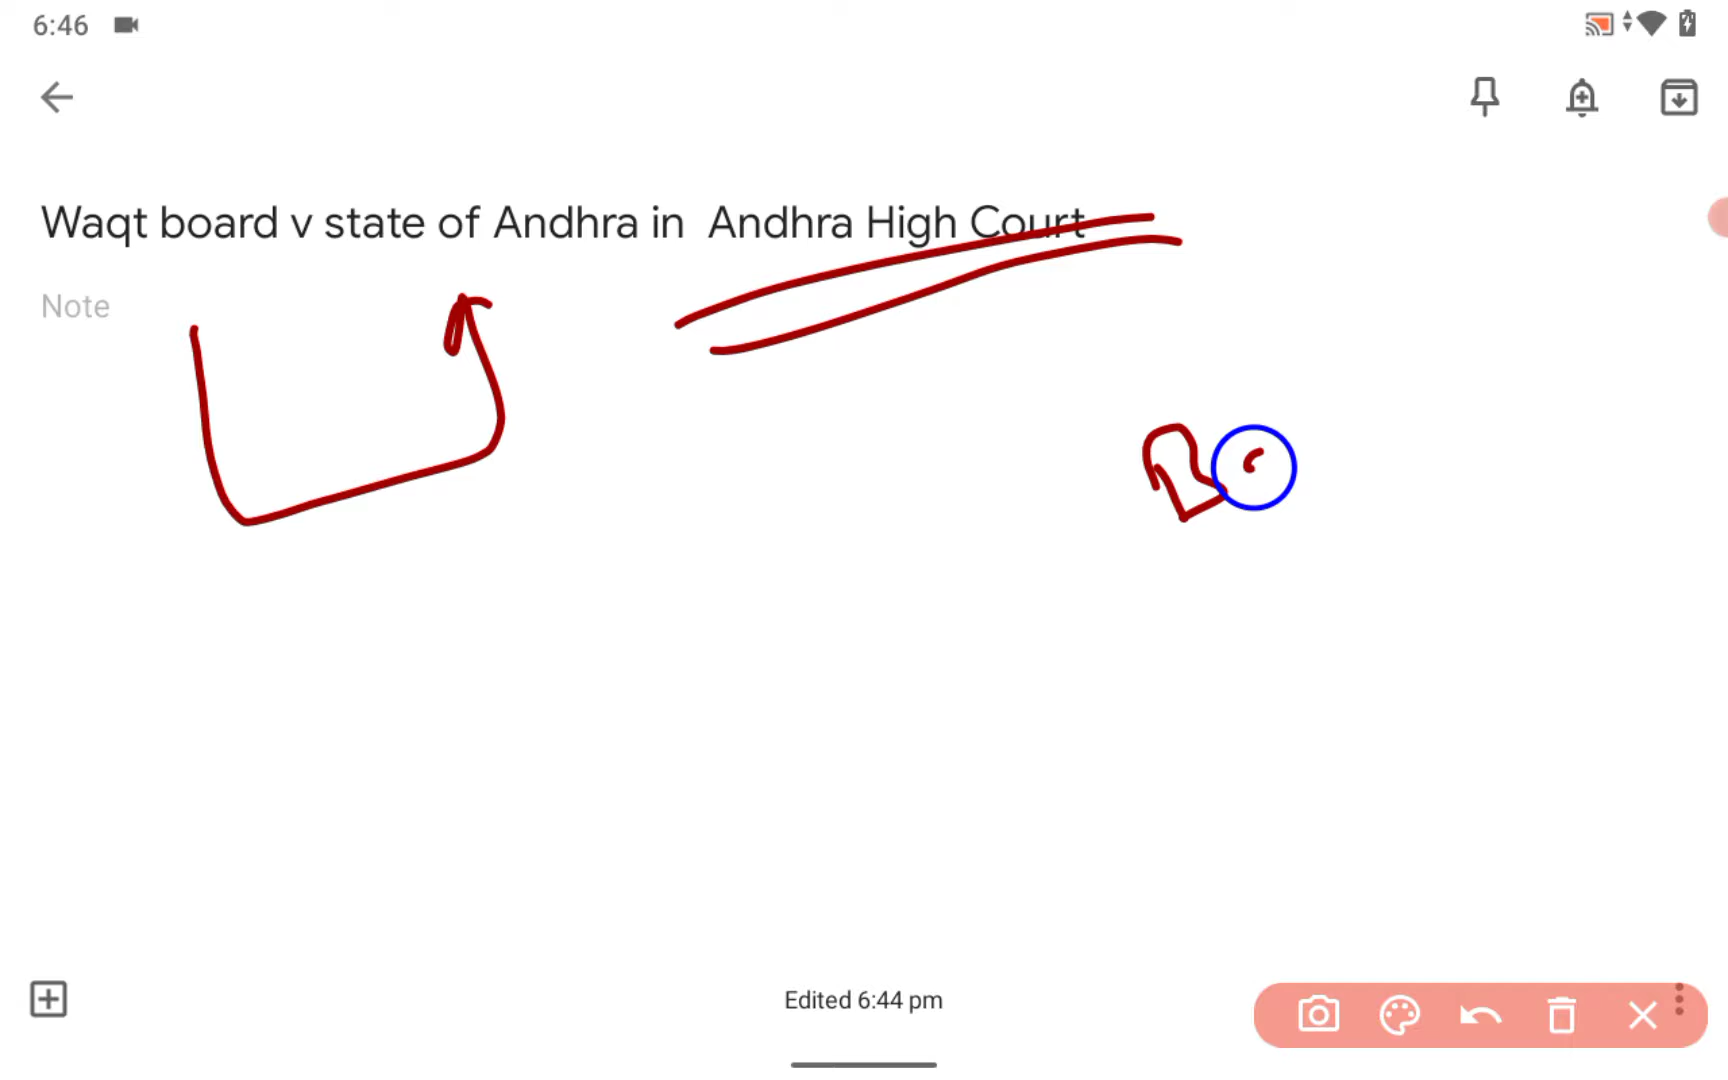 6:46
Waqt board v state of Andhra in  Andhra High Court
Note
Edited 6:44 pm